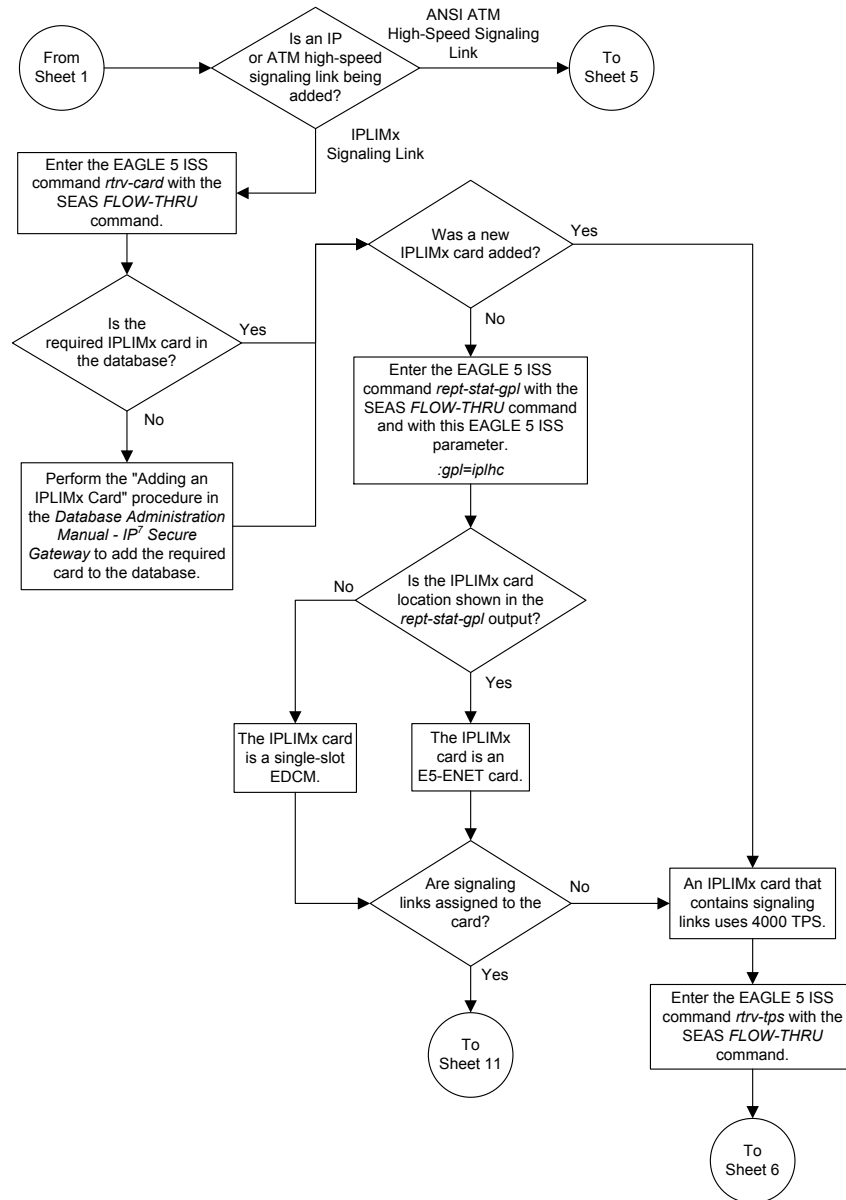 From
Sheet 1
Is an IP
or ATM high-speed
signaling link being
added?
ANSI ATM
High-Speed Signaling
Link
To
Sheet 5
IPLIMx
Signaling Link
Enter the EAGLE 5 ISS
command rtrv-card with the
SEAS FLOW-THRU
command.
Is the
required IPLIMx card in
the database?
Yes
No
Perform the "Adding an
IPLIMx Card" procedure in
the Database Administration
Manual - IP⁷ Secure
Gateway to add the required
card to the database.
Was a new
IPLIMx card added?
Yes
No
Enter the EAGLE 5 ISS
command rept-stat-gpl with the
SEAS FLOW-THRU command
and with this EAGLE 5 ISS
parameter.
:gpl=iplhc
Is the IPLIMx card
location shown in the
rept-stat-gpl output?
No
Yes
The IPLIMx card
is a single-slot
EDCM.
The IPLIMx
card is an
E5-ENET card.
Are signaling
links assigned to the
card?
No
Yes
To
Sheet 11
An IPLIMx card that
contains signaling
links uses 4000 TPS.
Enter the EAGLE 5 ISS
command rtrv-tps with the
SEAS FLOW-THRU
command.
To
Sheet 6